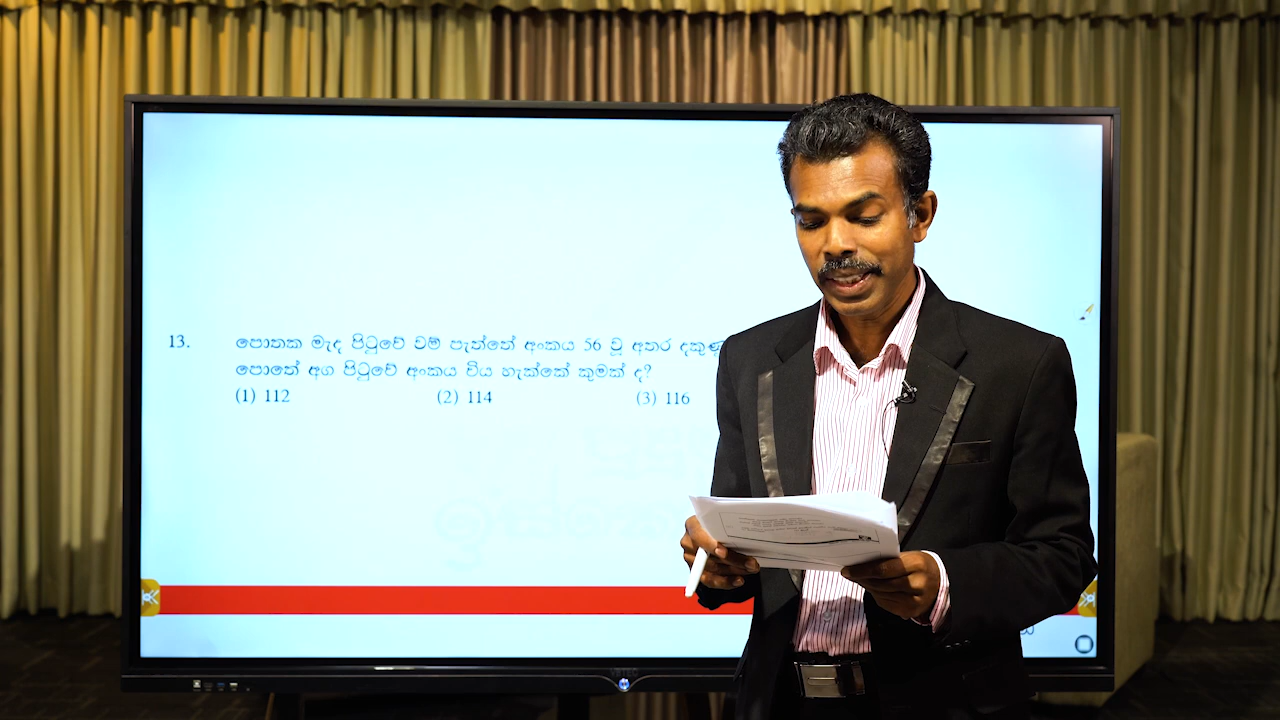 13. පොතක මැද පිටුවේ වම් පැත්තේ අංකය 56 වූ අතර දකුණ
පොතේ අග පිටුවේ අංකය විය හැක්කේ කුමක් ද?
(1) 112 (2) 114 (3) 116